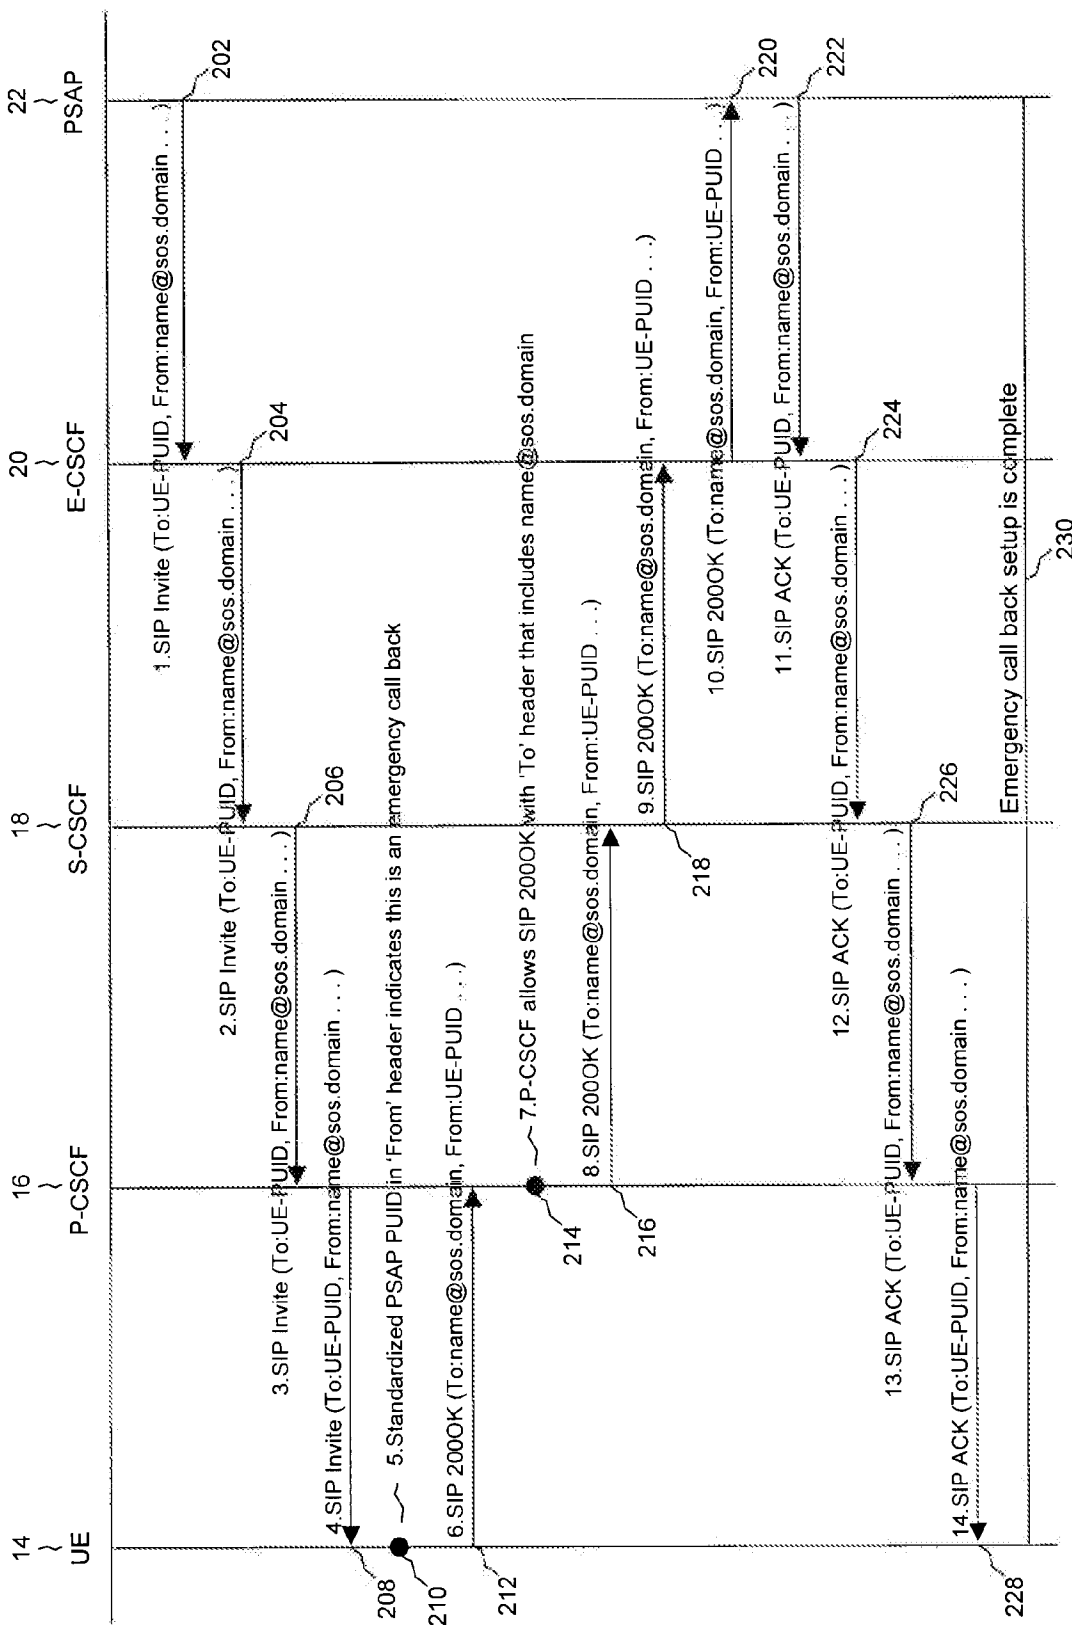 14
UE
16
P-CSCF
18
S-CSCF
20
E-CSCF
22
PSAP
1.SIP Invite (To:UE-PUID, From:name@sos.domain . . .)
202
2.SIP Invite (To:UE-PUID, From:name@sos.domain . . .)
204
3.SIP Invite (To:UE-PUID, From:name@sos.domain . . .)
206
4.SIP Invite (To:UE-PUID, From:name@sos.domain . . .)
208
5.Standardized PSAP PUID in 'From' header indicates this is an emergency call back
210
6.SIP 200OK (To:name@sos.domain, From:UE-PUID . . .)
212
7.P-CSCF allows SIP 200OK with 'To' header that includes name@sos.domain
214
8.SIP 200OK (To:name@sos.domain, From:UE-PUID . . .)
216
9.SIP 200OK (To:name@sos.domain, From:UE-PUID . . .)
218
10.SIP 200OK (To:name@sos.domain, From:UE-PUID . . .)
220
11.SIP ACK (To:UE-PUID, From:name@sos.domain . . .)
222
12.SIP ACK (To:UE-PUID, From:name@sos.domain . . .)
224
13.SIP ACK (To:UE-PUID, From:name@sos.domain . . .)
226
14.SIP ACK (To:UE-PUID, From:name@sos.domain . . .)
228
Emergency call back setup is complete
230